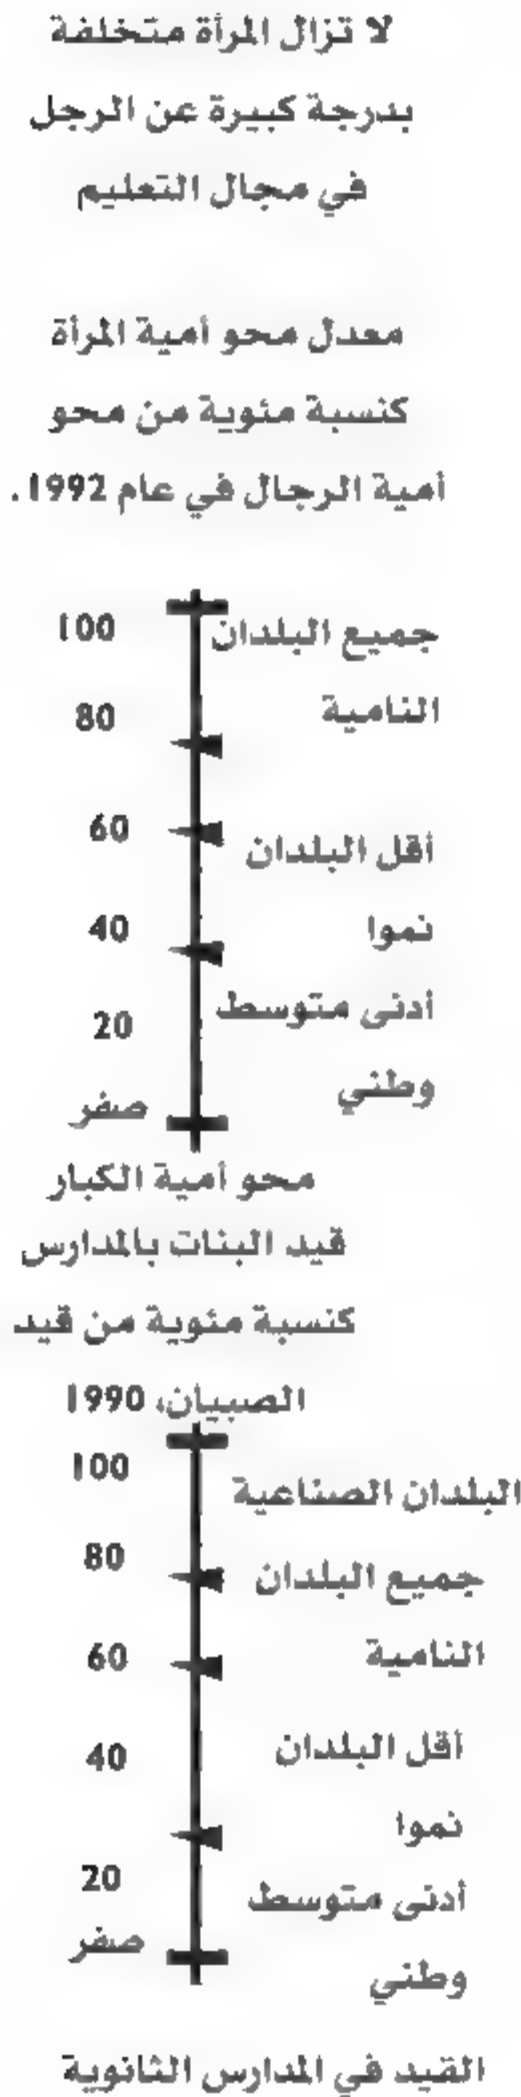 لا تزال المرأة متخلفة
بدرجة كبيرة عن الرجل
في مجال التعليم
معدل محو أمية المرأة
كنسبة مئوية من محو
أمية الرجال في عام 1992.
100 جميع البلدان
80 النامية
60 أقل البلدان
40 نموا
20 أدنى متوسط
صفر وطني
محو أمية الكبار
قيد البنات بالمدارس
كنسبة مئوية من قيد
الصبيان، 1990
100 البلدان الصناعية
80 جميع البلدان
60 النامية
40 أقل البلدان
نموا
20 أدنى متوسط
صفر وطني
القيد في المدارس الثانوية